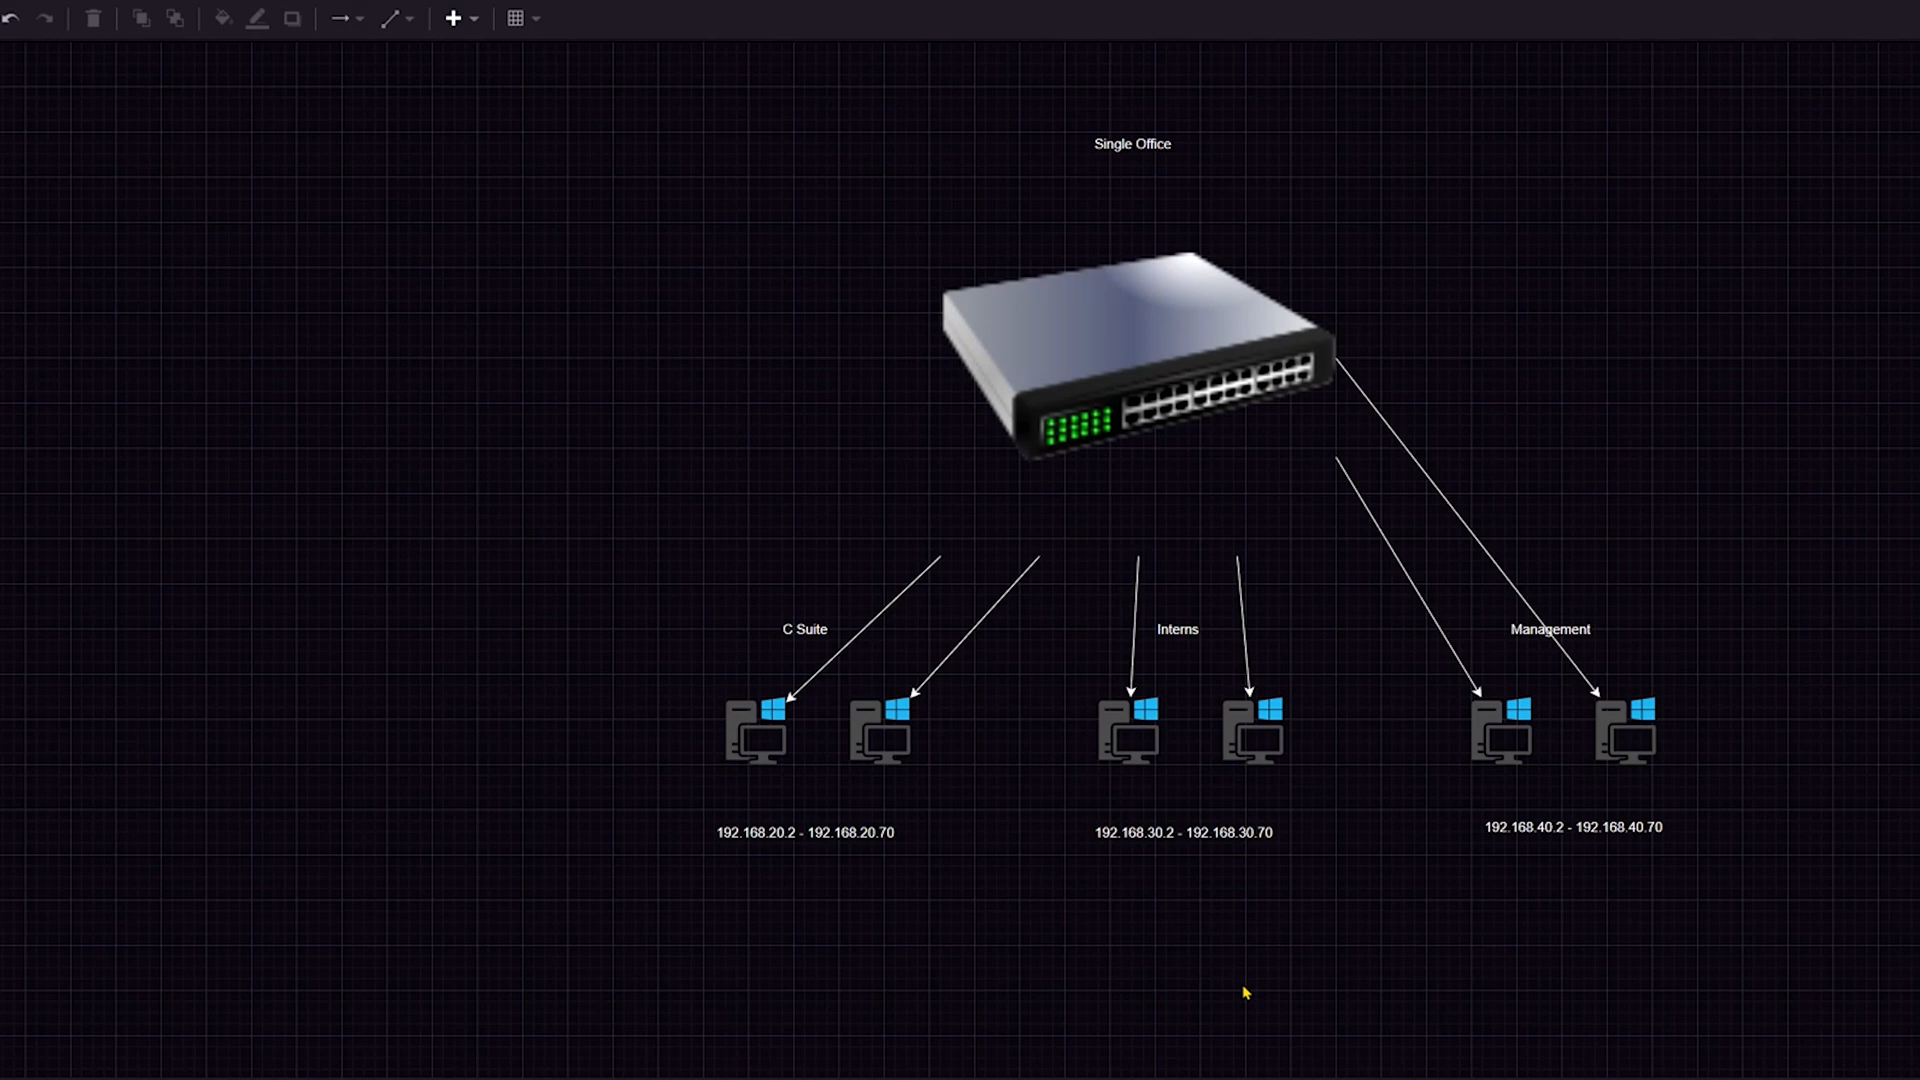 Single Office
C Suite
Interns
Management
192.168.20.2 - 192.168.20.70
192.168.30.2 - 192.168.30.70
192.168.40.2 - 192.168.40.70